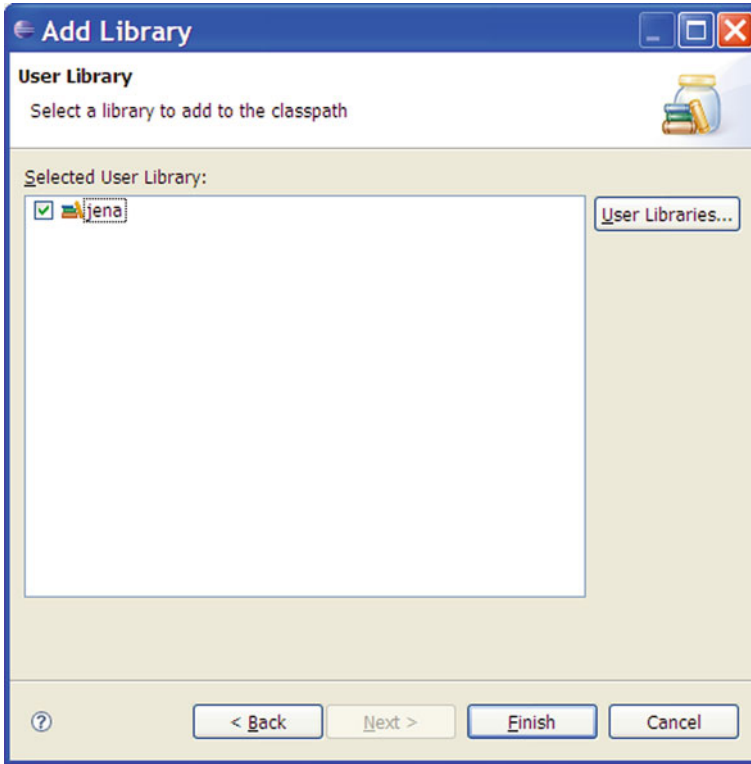 Add Library
User Library
Select a library to add to the classpath
Selected User Library:
jena
User Libraries...
?
< Back
Next >
Finish
Cancel